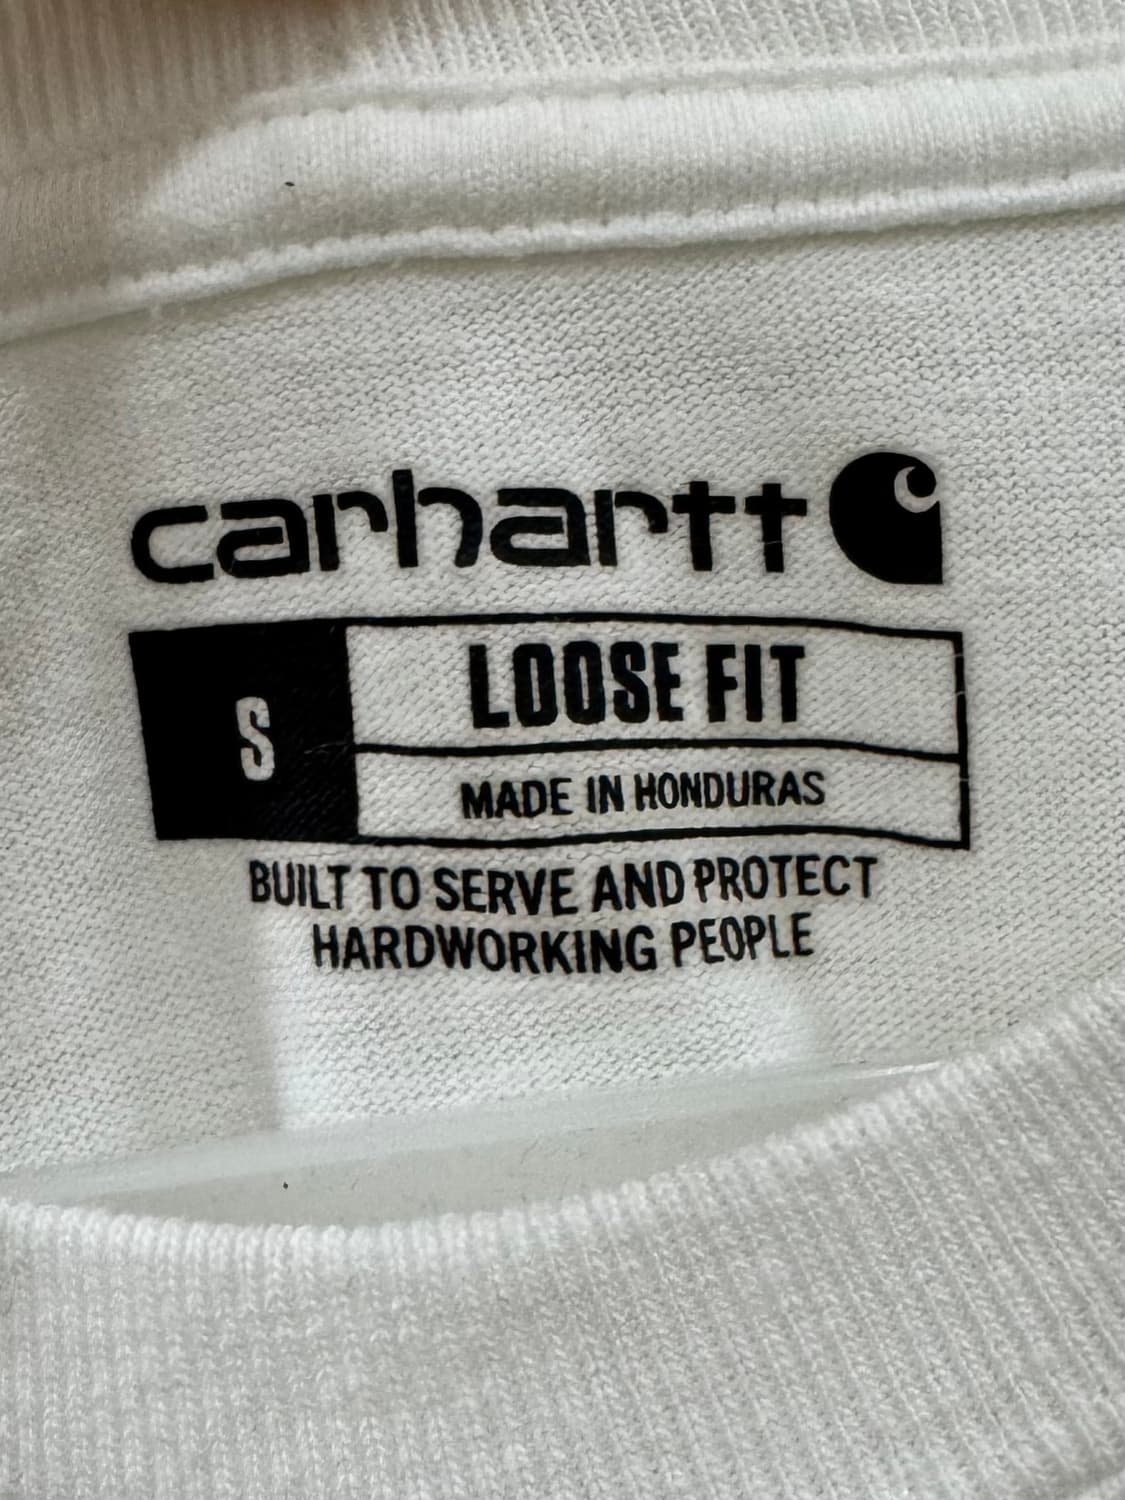 carhartt
S
LOOSE FIT
MADE IN HONDURAS
BUILT TO SERVE AND PROTECT
HARDWORKING PEOPLE